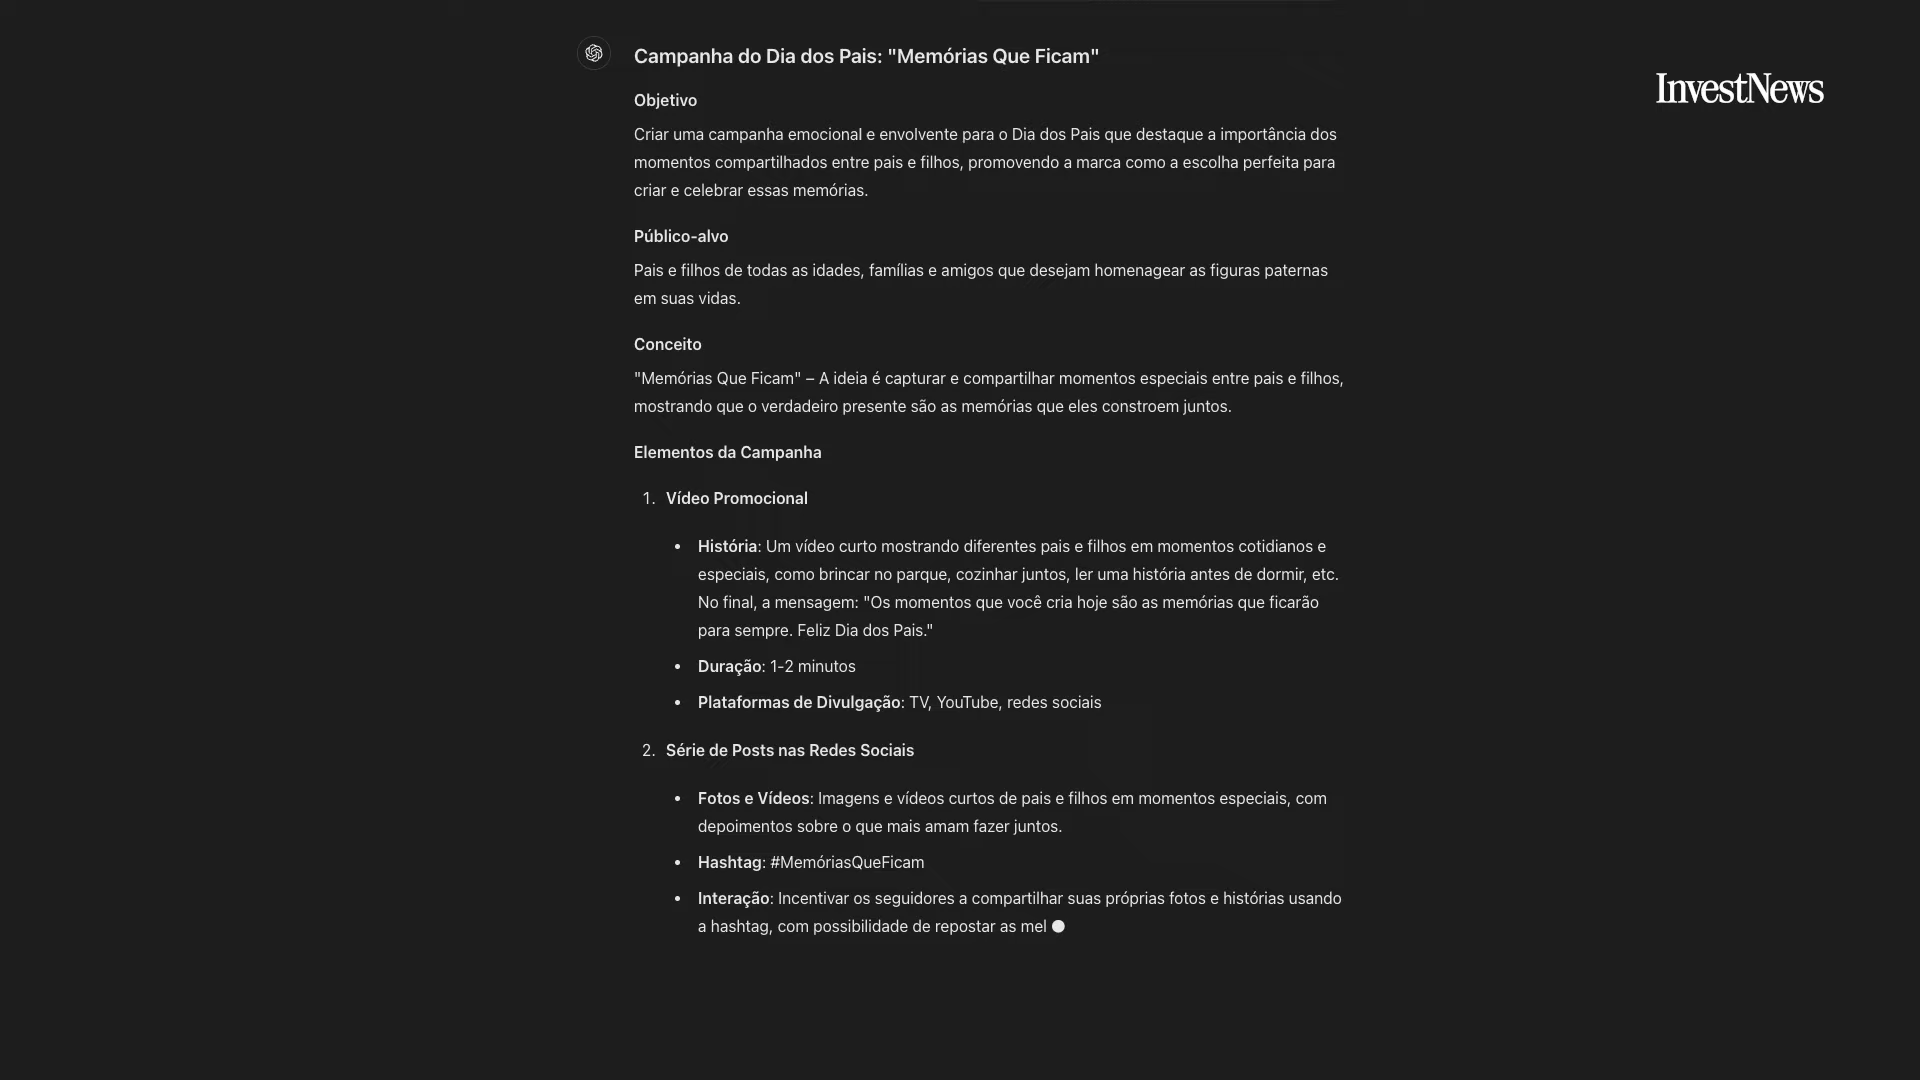 Campanha do Dia dos Pais: "Memórias Que Ficam"
InvestNews
Objetivo
Criar uma campanha emocional e envolvente para o Dia dos Pais que destaque a importância dos
momentos compartilhados entre pais e filhos, promovendo a marca como a escolha perfeita para
criar e celebrar essas memórias.
Público-alvo
Pais e filhos de todas as idades, famílias e amigos que desejam homenagear as figuras paternas
em suas vidas.
Conceito
"Memórias Que Ficam" – A ideia é capturar e compartilhar momentos especiais entre pais e filhos,
mostrando que o verdadeiro presente são as memórias que eles constroem juntos.
Elementos da Campanha
1. Vídeo Promocional
• História: Um vídeo curto mostrando diferentes pais e filhos em momentos cotidianos e
especiais, como brincar no parque, cozinhar juntos, ler uma história antes de dormir, etc.
No final, a mensagem: "Os momentos que você cria hoje são as memórias que ficarão
para sempre. Feliz Dia dos Pais."
• Duração: 1-2 minutos
• Plataformas de Divulgação: TV, YouTube, redes sociais
2. Série de Posts nas Redes Sociais
• Fotos e Vídeos: Imagens e vídeos curtos de pais e filhos em momentos especiais, com
depoimentos sobre o que mais amam fazer juntos.
• Hashtag: #MemóriasQueFicam
• Interação: Incentivar os seguidores a compartilhar suas próprias fotos e histórias usando
a hashtag, com possibilidade de repostar as mel